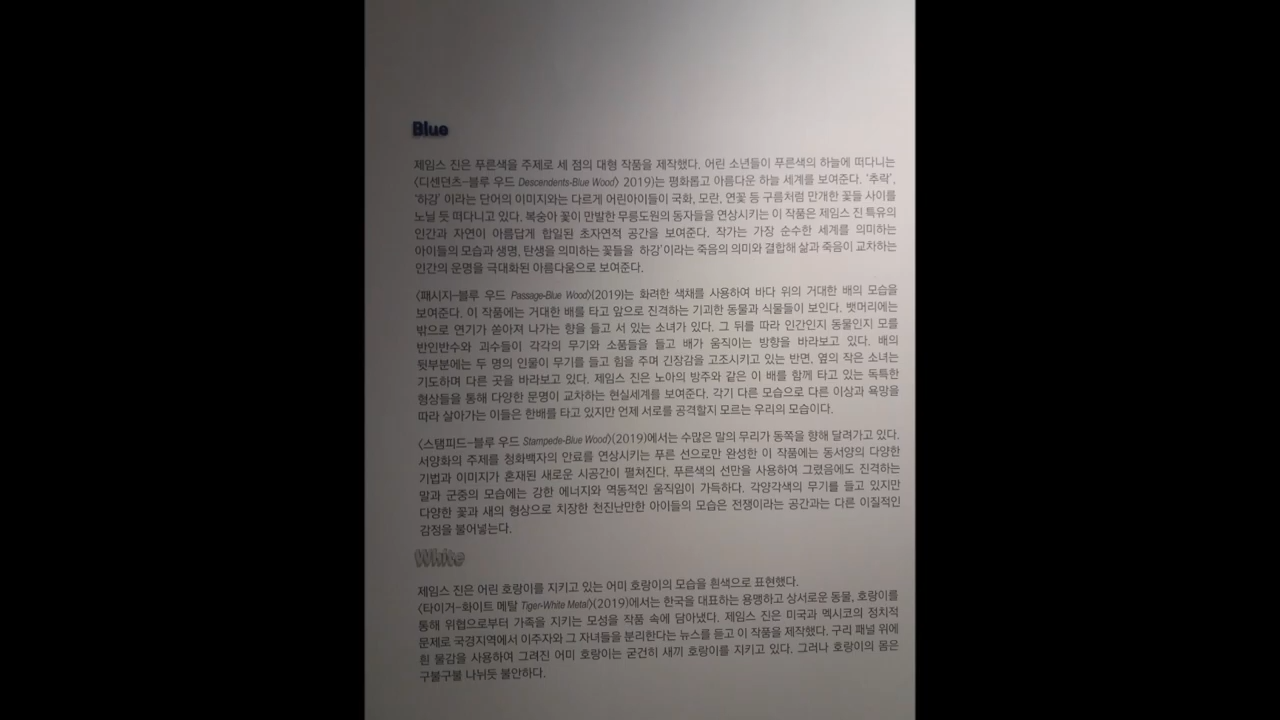 Blue
제임스 진은 푸른색을 주제로 세 점의 대형 작품을 제작했다. 어린 소년들이 푸른색의 하늘에 떠다니는
〈디센던츠-블루 우드 Descendents-Blue Wood〉 2019)는 평화롭고 아름다운 하늘 세계를 보여준다. '추락',
'하강' 이라는 단어의 이미지와는 다르게 어린아이들이 국화, 모란, 연꽃 등 구름처럼 만개한 꽃들 사이를
노닐 듯 떠다니고 있다. 복숭아 꽃이 만발한 무릉도원의 동자들을 연상시키는 이 작품은 제임스 진 특유의
인간과 자연이 아름답게 합일된 초자연적 공간을 보여준다. 작가는 가장 순수한 세계를 의미하는
아이들의 모습과 생명, 탄생을 의미하는 꽃들을 하강'이라는 죽음의 의미와 결합해 삶과 죽음이 교차하는
인간의 운명을 극대화된 아름다움으로 보여준다.
〈패시지-블루 우드 Passage-Blue Wood〉(2019)는 화려한 색채를 사용하여 바다 위의 거대한 배의 모습을
보여준다. 이 작품에는 거대한 배를 타고 앞으로 진격하는 기괴한 동물과 식물들이 보인다. 뱃머리에는
밖으로 연기가 쏟아져 나가는 향을 들고 서 있는 소녀가 있다. 그 뒤를 따라 인간인지 동물인지 모를
반인반수와 괴수들이 각각의 무기와 소품들을 들고 배가 움직이는 방향을 바라보고 있다. 배의
뒷부분에는 두 명의 인물이 무기를 들고 힘을 주며 긴장감을 고조시키고 있는 반면, 옆의 작은 소녀는
기도하며 다른 곳을 바라보고 있다. 제임스 진은 노아의 방주와 같은 이 배를 함께 타고 있는 독특한
형상들을 통해 다양한 문명이 교차하는 현실세계를 보여준다. 각기 다른 모습으로 다른 이상과 욕망을
따라 살아가는 이들은 한배를 타고 있지만 언제 서로를 공격할지 모르는 우리의 모습이다.
〈스탬피드-블루 우드 Stampede-Blue Wood〉(2019)에서는 수많은 말의 무리가 동쪽을 향해 달려가고 있다.
서양화의 주제를 청화백자의 안료를 연상시키는 푸른 선으로만 완성한 이 작품에는 동서양의 다양한
기법과 이미지가 혼재된 새로운 시공간이 펼쳐진다. 푸른색의 선만을 사용하여 그렸음에도 진격하는
말과 군중의 모습에는 강한 에너지와 역동적인 움직임이 가득하다. 각양각색의 무기를 들고 있지만
다양한 꽃과 새의 형상으로 치장한 천진난만한 아이들의 모습은 전쟁이라는 공간과는 다른 이질적인
감정을 불어넣는다.
White
제임스 진은 어린 호랑이를 지키고 있는 어미 호랑이의 모습을 흰색으로 표현했다.
〈타이거-화이트 메탈 Tiger-White Metal〉(2019)에서는 한국을 대표하는 용맹하고 상서로운 동물, 호랑이를
통해 위협으로부터 가족을 지키는 모성을 작품 속에 담아냈다. 제임스 진은 미국과 멕시코의 정치적
문제로 국경지역에서 이주자와 그 자녀들을 분리한다는 뉴스를 듣고 이 작품을 제작했다. 구리 패널 위에
흰 물감을 사용하여 그려진 어미 호랑이는 굳건히 새끼 호랑이를 지키고 있다. 그러나 호랑이의 몸은
구불구불 나뉘듯 불안하다.